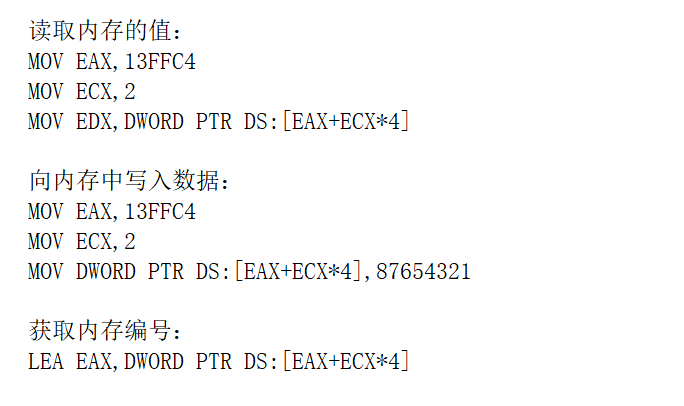 读取内存的值:
MOV EAX,13FFC4
MOV ECX,2
MOV EDX,DWORD PTR DS:[EAX+ECX*4]
向内存中写入数据:
MOV EAX,13FFC4
MOV ECX,2
MOV DWORD PTR DS:[EAX+ECX*4],87654321
获取内存编号:
LEA EAX,DWORD PTR DS:[EAX+ECX*4]